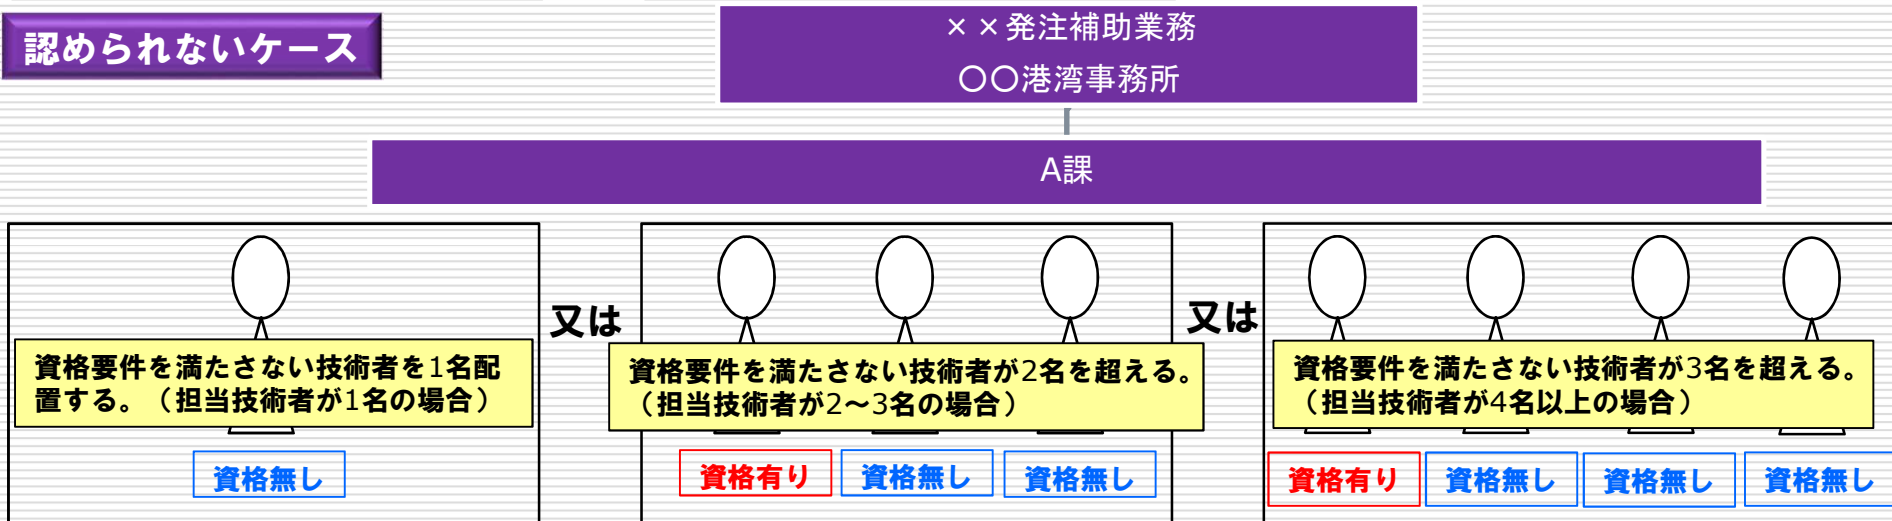 認められないケース
××発注補助業務
〇〇港湾事務所
A課
資格要件を満たさない技術者を1名配
置する。（担当技術者が1名の場合）
資格無し
又は
資格要件を満たさない技術者が2名を超える。
（担当技術者が2～3名の場合）
資格有り
資格無し
資格無し
又は
資格要件を満たさない技術者が3名を超える。
（担当技術者が4名以上の場合）
資格有り
資格無し
資格無し
資格無し